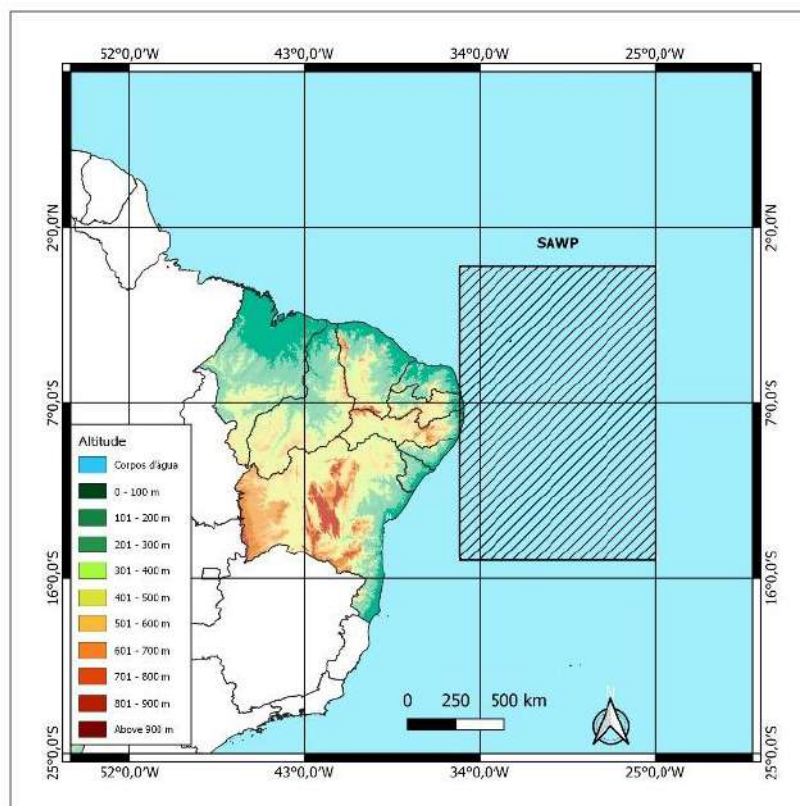 52°0,0'W 43°0,0'W 34°0,0'W 25°0,0'W
2°0,0'N 2°0,0'N
SAWP
7°0,0'S 7°0,0'S
Altitude
Corpos d'água
0 - 100 m
101 - 200 m
201 - 300 m
301 - 400 m
401 - 500 m
501 - 600 m
601 - 700 m
701 - 800 m
801 - 900 m
Above 900 m
16°0,0'S 16°0,0'S
0 250 500 km
N
25°0,0'S 25°0,0'S
52°0,0'W 43°0,0'W 34°0,0'W 25°0,0'W